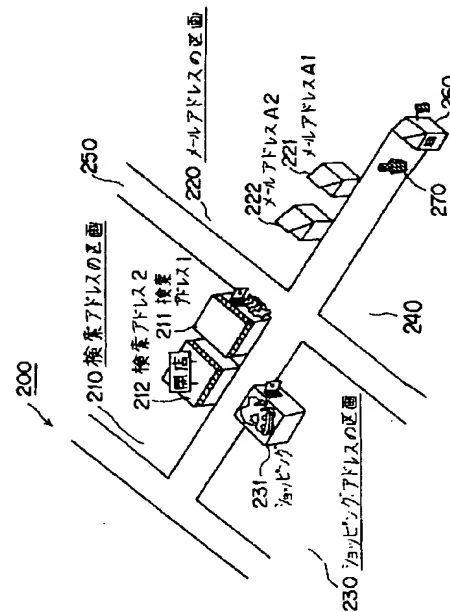 200
210 検索アドレスの区画
212 検索アドレス2
211 検索
アドレス1
閉店
250
220 メールアドレスの区画
222
メールアドレスA2
221
メールアドレスA1
231
ショッピング
230 ショッピングアドレスの区画
240
260
270